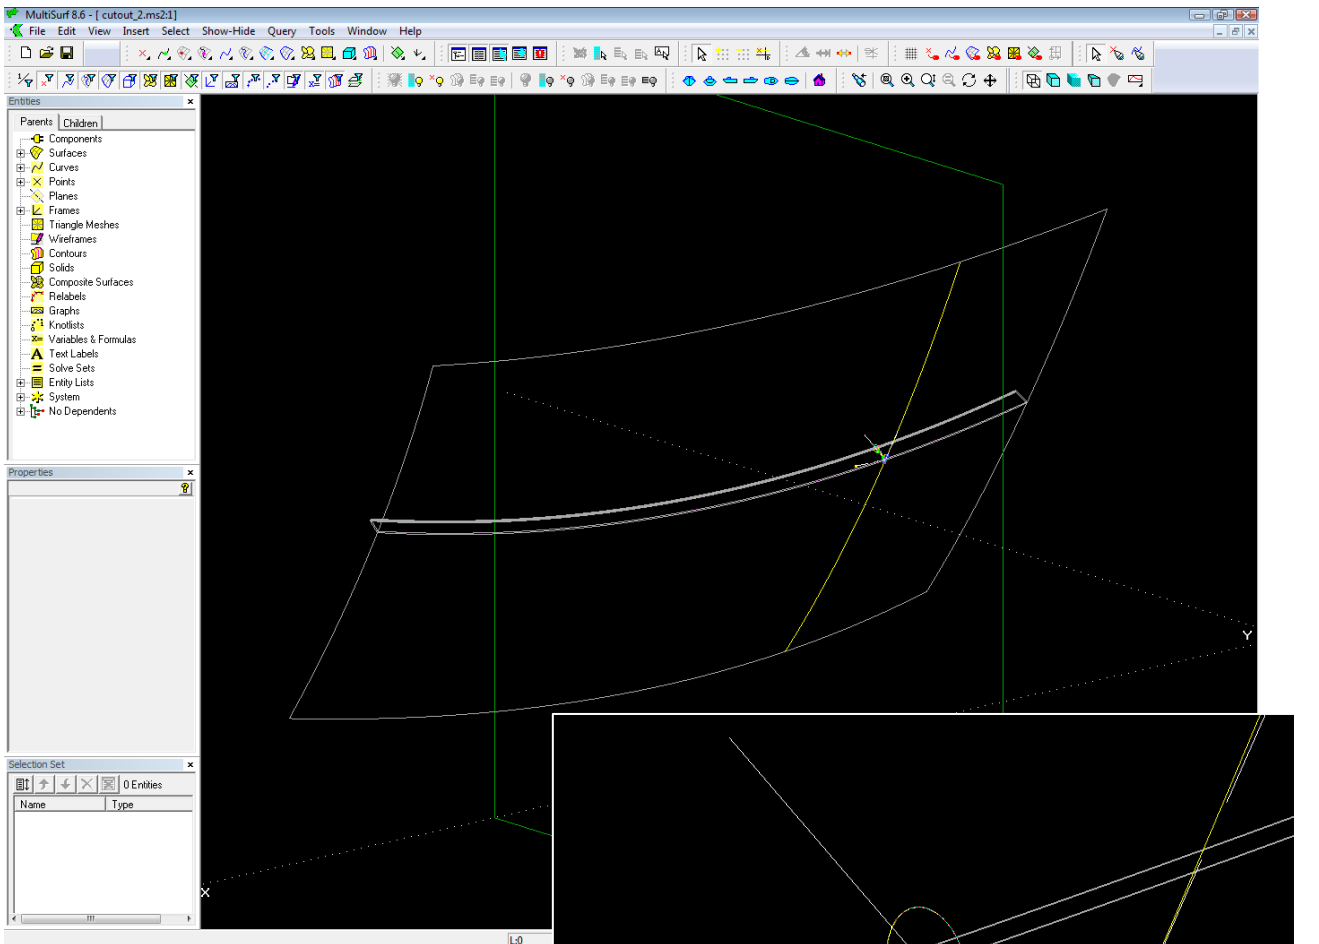 MultiSurf 8.6 - [ cutout_2.ms2:1]
File Edit View Insert Select Show-Hide Query Tools Window Help
Entities
Parents Children
Components
Surfaces
Curves
Points
Planes
Frames
Triangle Meshes
Wireframes
Contours
Solids
Composite Surfaces
Relabels
Graphs
Knotlists
Variables & Formulas
Text Labels
Solve Sets
Entity Lists
System
No Dependents
Properties
Selection Set
0 Entities
Name Type
Y
X
L:0